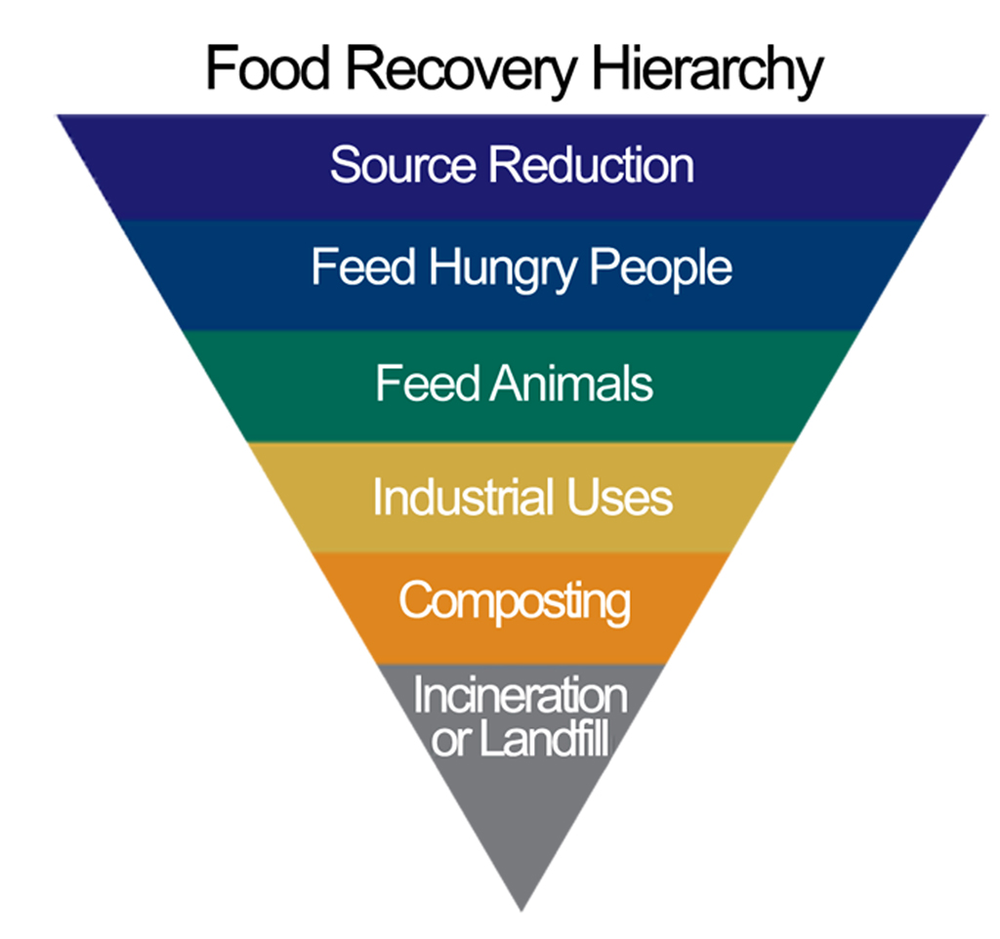 Food Recovery Hierarchy
Source Reduction
Feed Hungry People
Feed Animals
Industrial Uses
Composting
Incineration
or Landfill